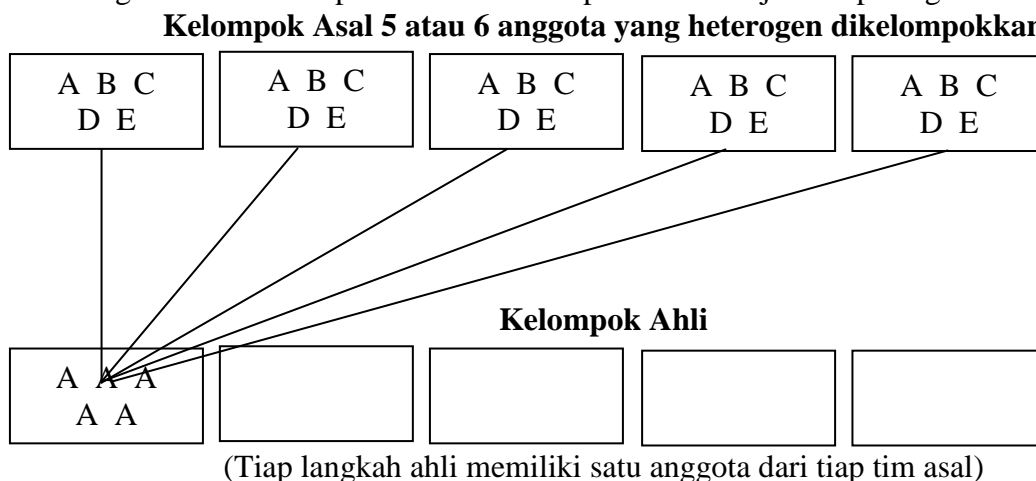 Kelompok Asal 5 atau 6 anggota yang heterogen dikelompokkan
A B C A B C A B C A B C A B C
D E D E D E D E D E
Kelompok Ahli
A A A
A A
(Tiap langkah ahli memiliki satu anggota dari tiap tim asal)